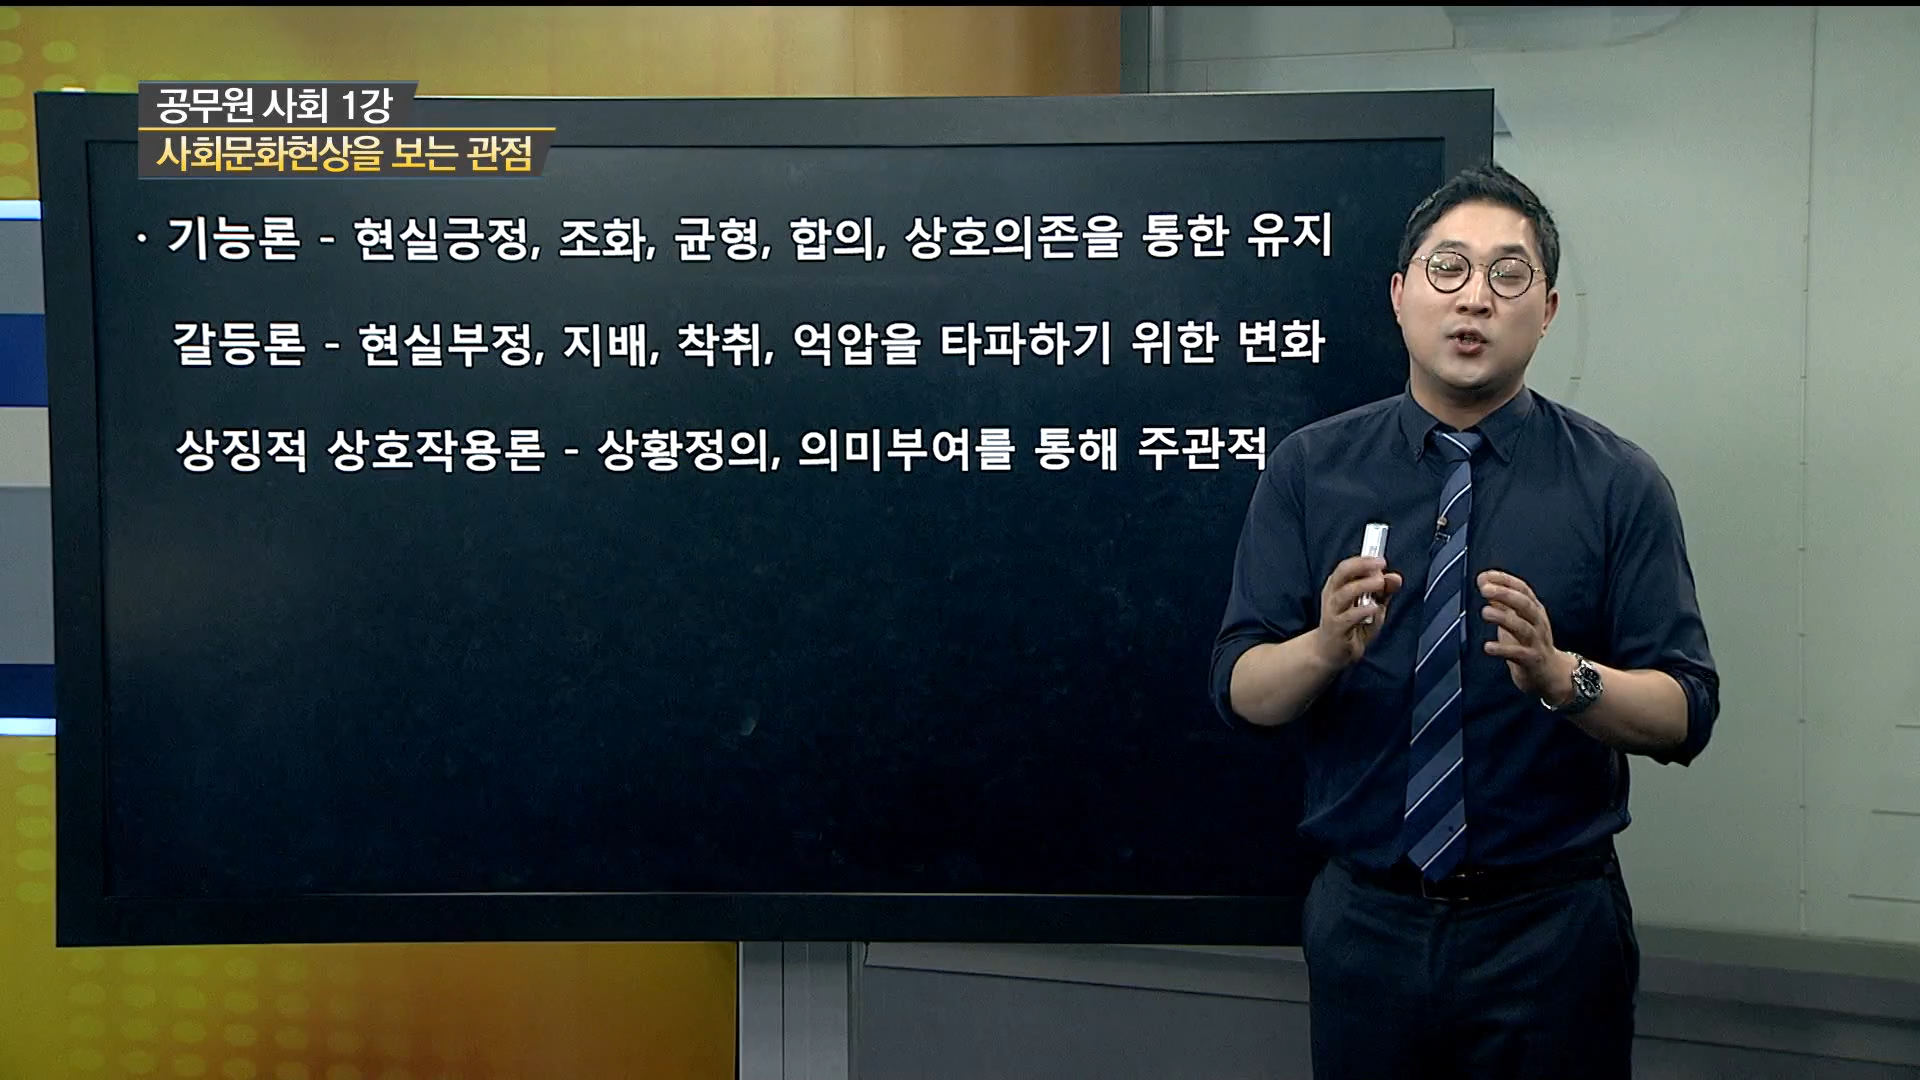 공무원 사회 1강
사회문화현상을 보는 관점
· 기능론 - 현실긍정, 조화, 균형, 합의, 상호의존을 통한 유지
갈등론 - 현실부정, 지배, 착취, 억압을 타파하기 위한 변화
상징적 상호작용론 - 상황정의, 의미부여를 통해 주관적